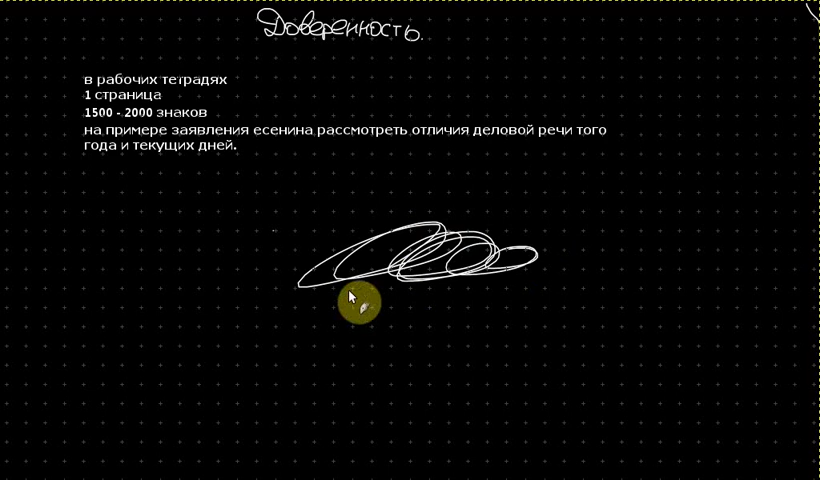 Доверенность.
в рабочих тетрадях
1 страница
1500 - 2000 знаков
на примере заявления есенина рассмотреть отличия деловой речи того
года и текущих дней.